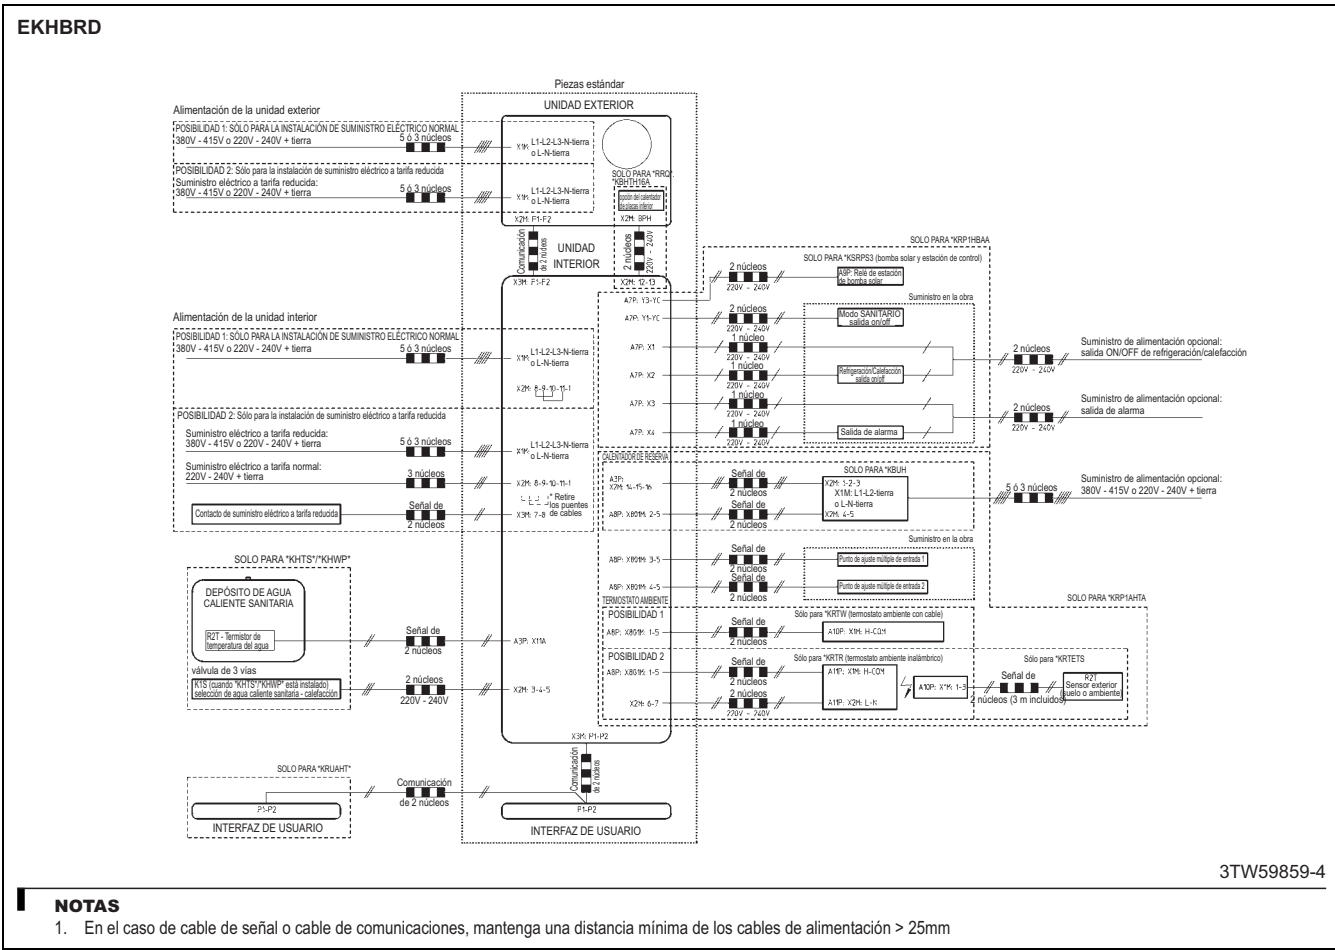 EKHBRD
Piezas estándar
UNIDAD EXTERIOR
Alimentación de la unidad exterior
POSIBILIDAD 1: SÓLO PARA LA INSTALACIÓN DE SUMINISTRO ELÉCTRICO NORMAL
380V - 415V o 220V - 240V + tierra
5 ó 3 núcleos
X1M: L1-L2-L3-N-tierra
o L-N-tierra
POSIBILIDAD 2: Sólo para la instalación de suministro eléctrico a tarifa reducida
Suministro eléctrico a tarifa reducida:
380V - 415V o 220V - 240V + tierra
5 ó 3 núcleos
X1M: L1-L2-L3-N-tierra
o L-N-tierra
SOLO PARA *RRQ*,
*KBHTH16A
opción del calentador
de placas inferior
X2M: F1-F2
X2M: BPH
Comunicación
de 2 núcleos
UNIDAD
INTERIOR
2 núcleos
220V - 240V
X3M: F1-F2
X2M: 12-13
Alimentación de la unidad interior
POSIBILIDAD 1: SÓLO PARA LA INSTALACIÓN DE SUMINISTRO ELÉCTRICO NORMAL
380V - 415V o 220V - 240V + tierra
5 ó 3 núcleos
X1M: L1-L2-L3-N-tierra
o L-N-tierra
X2M: 8-9-10-11-1
POSIBILIDAD 2: Sólo para la instalación de suministro eléctrico a tarifa reducida
Suministro eléctrico a tarifa reducida:
380V - 415V o 220V - 240V + tierra
5 ó 3 núcleos
X1M: L1-L2-L3-N-tierra
o L-N-tierra
Suministro eléctrico a tarifa normal:
220V - 240V + tierra
3 núcleos
X2M: 8-9-10-11-1
* Retire
los puentes
de cables
Contacto de suministro eléctrico a tarifa reducida
Señal de
2 núcleos
X3M: 7-8
SOLO PARA *KHTS*/*KHWP*
DEPÓSITO DE AGUA
CALIENTE SANITARIA
R2T - Termistor de
temperatura del agua
Señal de
2 núcleos
A3P: X11A
válvula de 3 vías
K1S (cuando *KHTS*/*KHWP* está instalado)
selección de agua caliente sanitaria - calefacción
2 núcleos
220V - 240V
X2M: 3-4-5
X3M: P1-P2
SOLO PARA *KRUAHT*
Comunicación
de 2 núcleos
Comunicación
de 2 núcleos
P1-P2
INTERFAZ DE USUARIO
P1-P2
INTERFAZ DE USUARIO
SOLO PARA *KRP1HBAA
SOLO PARA *KSRPS3 (bomba solar y estación de control)
A7P: Y3-YC
2 núcleos
220V - 240V
A9P: Relé de estación
de bomba solar
Suministro en la obra
A7P: Y1-YC
2 núcleos
220V - 240V
Modo SANITARIO
salida on/off
A7P: X1
1 núcleo
220V - 240V
A7P: X2
1 núcleo
220V - 240V
Refrigeración/Calefacción
salida on/off
2 núcleos
220V - 240V
Suministro de alimentación opcional:
salida ON/OFF de refrigeración/calefacción
A7P: X3
1 núcleo
220V - 240V
A7P: X4
1 núcleo
220V - 240V
Salida de alarma
2 núcleos
220V - 240V
Suministro de alimentación opcional:
salida de alarma
CALENTADOR DE RESERVA
SOLO PARA *KBUH*
A3P:
X2M: 14-15-16
Señal de
2 núcleos
X2M: 1-2-3
X1M: L1-L2-tierra
o L-N-tierra
X2M: 4-5
5 ó 3 núcleos
Suministro de alimentación opcional:
380V - 415V o 220V - 240V + tierra
A8P: X801M: 2-5
Señal de
2 núcleos
Suministro en la obra
A8P: X801M: 3-5
Señal de
2 núcleos
Punto de ajuste múltiple de entrada 1
A8P: X801M: 4-5
Señal de
2 núcleos
Punto de ajuste múltiple de entrada 2
TERMOSTATO AMBIENTE
SOLO PARA *KRP1AHTA
POSIBILIDAD 1
Sólo para *KRTW (termostato ambiente con cable)
A8P: X801M: 1-5
Señal de
2 núcleos
A10P: X1M: H-COM
POSIBILIDAD 2
Sólo para *KRTR (termostato ambiente inalámbrico)
Sólo para *KRTETS
A8P: X801M: 1-5
Señal de
2 núcleos
A11P: X1M: H-COM
A11P: X2M: L-N
Señal de
2 núcleos (3 m incluidos)
R2T
Sensor exterior
(suelo o ambiente)
X2M: 6-7
2 núcleos
220V - 240V
3TW59859-4
NOTAS
1. En el caso de cable de señal o cable de comunicaciones, mantenga una distancia mínima de los cables de alimentación > 25mm